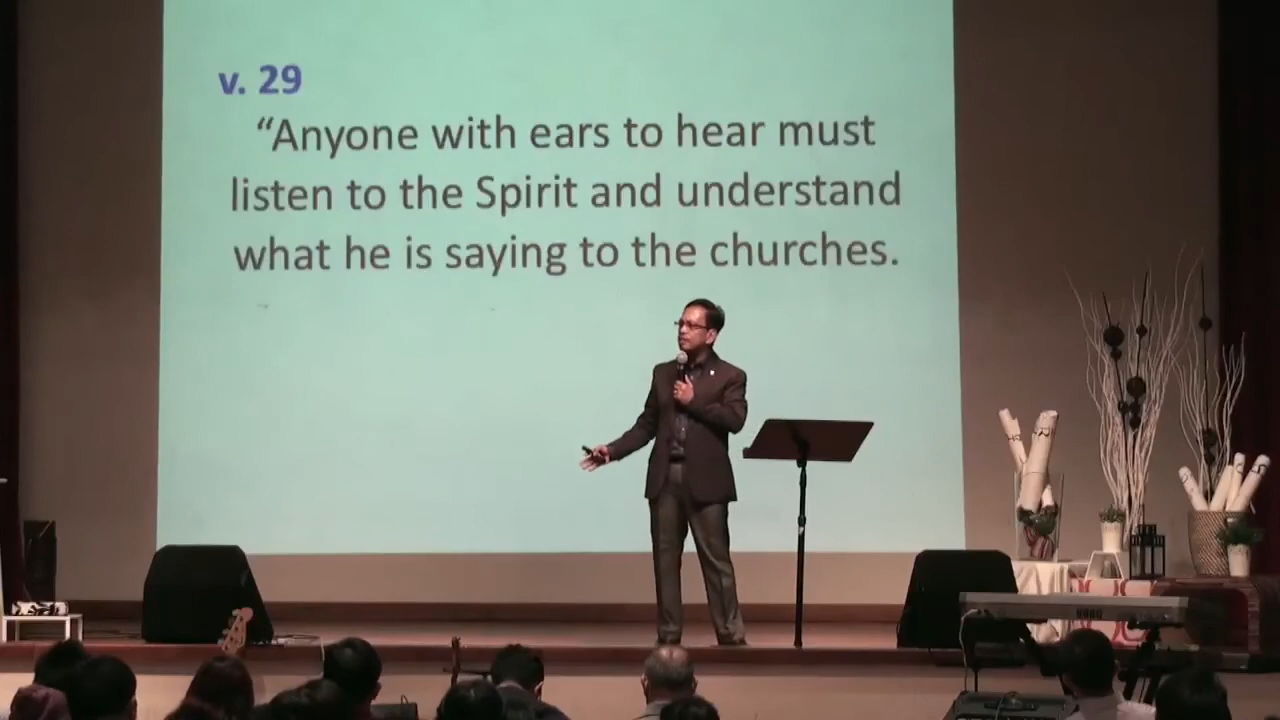 v. 29
“Anyone with ears to hear must
listen to the Spirit and understand
what he is saying to the churches.
KORG